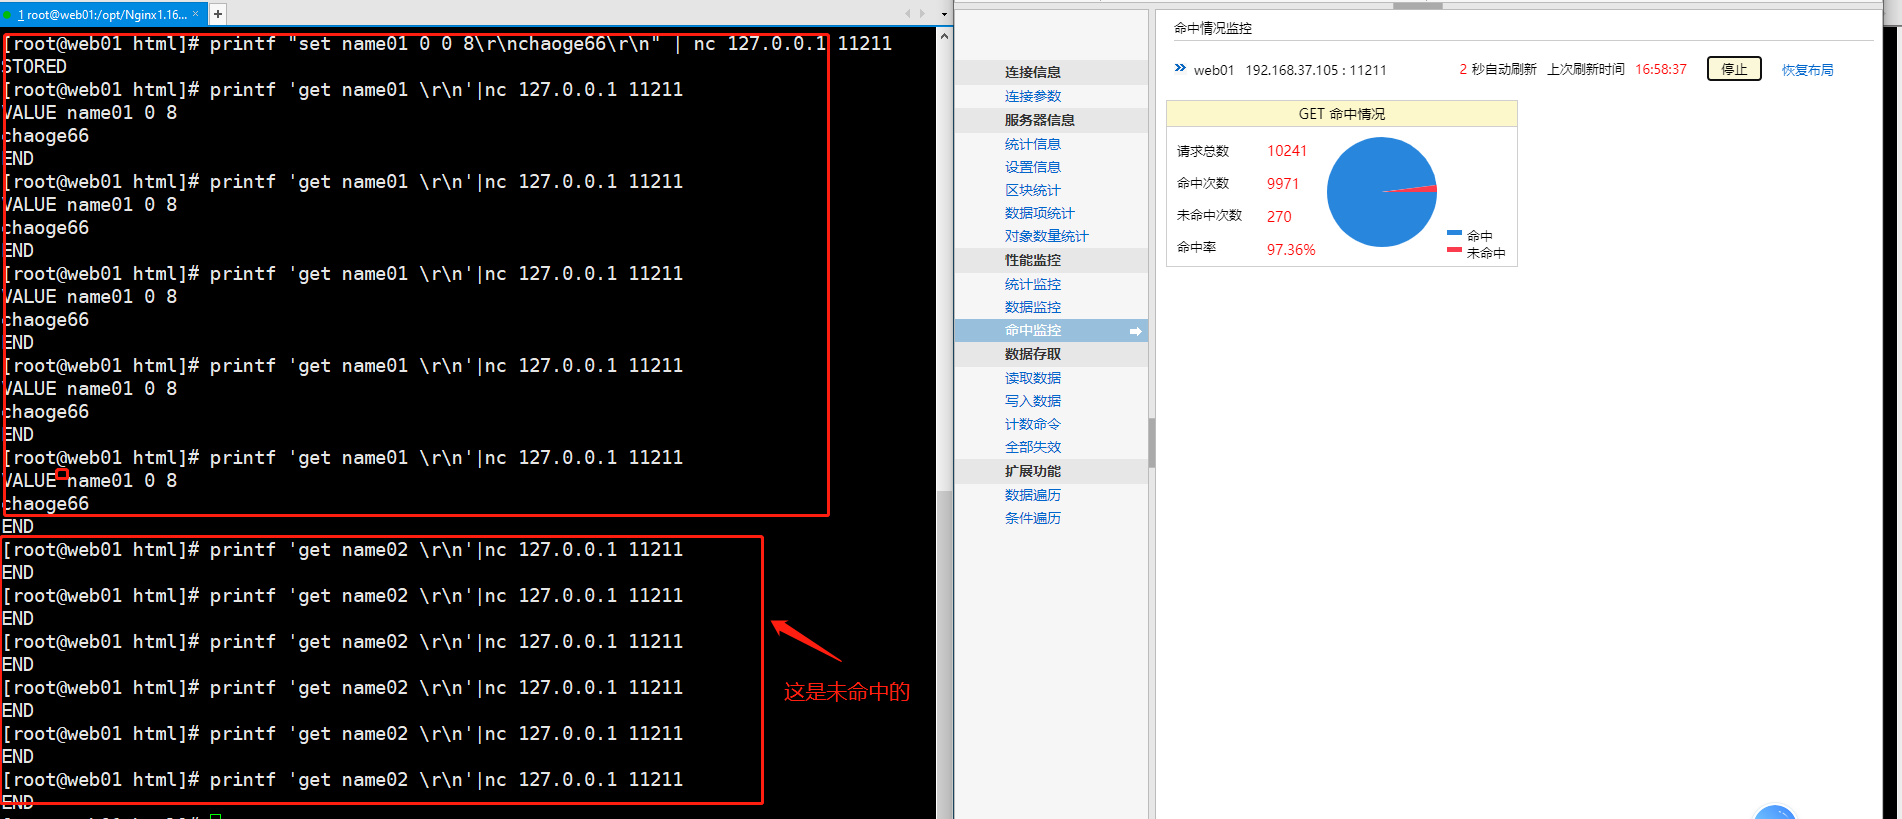 1 root@web01:/opt/Nginx1.16...
[root@web01 html]# printf "set name01 0 0 8\r\nchaoge66\r\n" | nc 127.0.0.1 11211
STORED
[root@web01 html]# printf 'get name01 \r\n'|nc 127.0.0.1 11211
VALUE name01 0 8
chaoge66
END
[root@web01 html]# printf 'get name01 \r\n'|nc 127.0.0.1 11211
VALUE name01 0 8
chaoge66
END
[root@web01 html]# printf 'get name01 \r\n'|nc 127.0.0.1 11211
VALUE name01 0 8
chaoge66
END
[root@web01 html]# printf 'get name01 \r\n'|nc 127.0.0.1 11211
VALUE name01 0 8
chaoge66
END
[root@web01 html]# printf 'get name01 \r\n'|nc 127.0.0.1 11211
VALUE name01 0 8
chaoge66
END
[root@web01 html]# printf 'get name02 \r\n'|nc 127.0.0.1 11211
END
[root@web01 html]# printf 'get name02 \r\n'|nc 127.0.0.1 11211
END
[root@web01 html]# printf 'get name02 \r\n'|nc 127.0.0.1 11211
END
[root@web01 html]# printf 'get name02 \r\n'|nc 127.0.0.1 11211
END
[root@web01 html]# printf 'get name02 \r\n'|nc 127.0.0.1 11211
END
[root@web01 html]# printf 'get name02 \r\n'|nc 127.0.0.1 11211
END
这是未命中的
连接信息
连接参数
服务器信息
统计信息
设置信息
区块统计
数据项统计
对象数量统计
性能监控
统计监控
数据监控
命中监控
数据存取
读取数据
写入数据
计数命令
全部失效
扩展功能
数据遍历
条件遍历
命中情况监控
web01 192.168.37.105 : 11211 2 秒自动刷新 上次刷新时间 16:58:37 停止 恢复布局
GET 命中情况
请求总数 10241
命中次数 9971
未命中次数 270
命中率 97.36%
命中
未命中